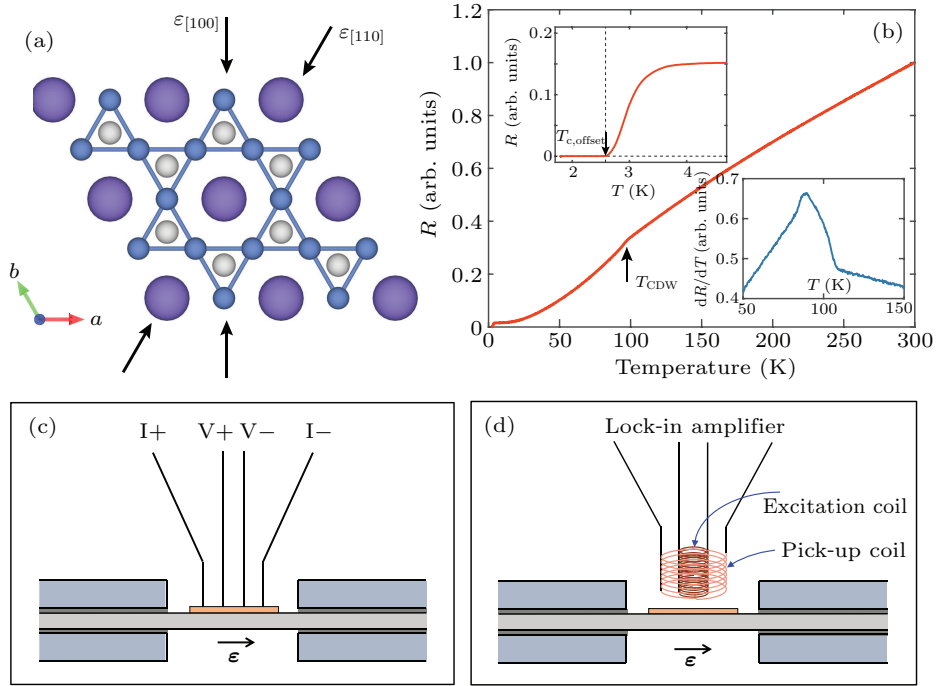 (a)
ε[100]
ε[110]
b
a
(b)
R (arb. units)
1.2
1.0
0.8
0.6
0.4
0.2
0
0
50
100
150
200
250
300
Temperature (K)
TCDW
R (arb. units)
0.2
0.1
0
2
3
4
T (K)
Tc,offset
dR/dT (arb. units)
0.7
0.6
0.5
0.4
50
100
150
T (K)
(c)
I+ V+ V− I−
ε
(d)
Lock-in amplifier
Excitation coil
Pick-up coil
ε